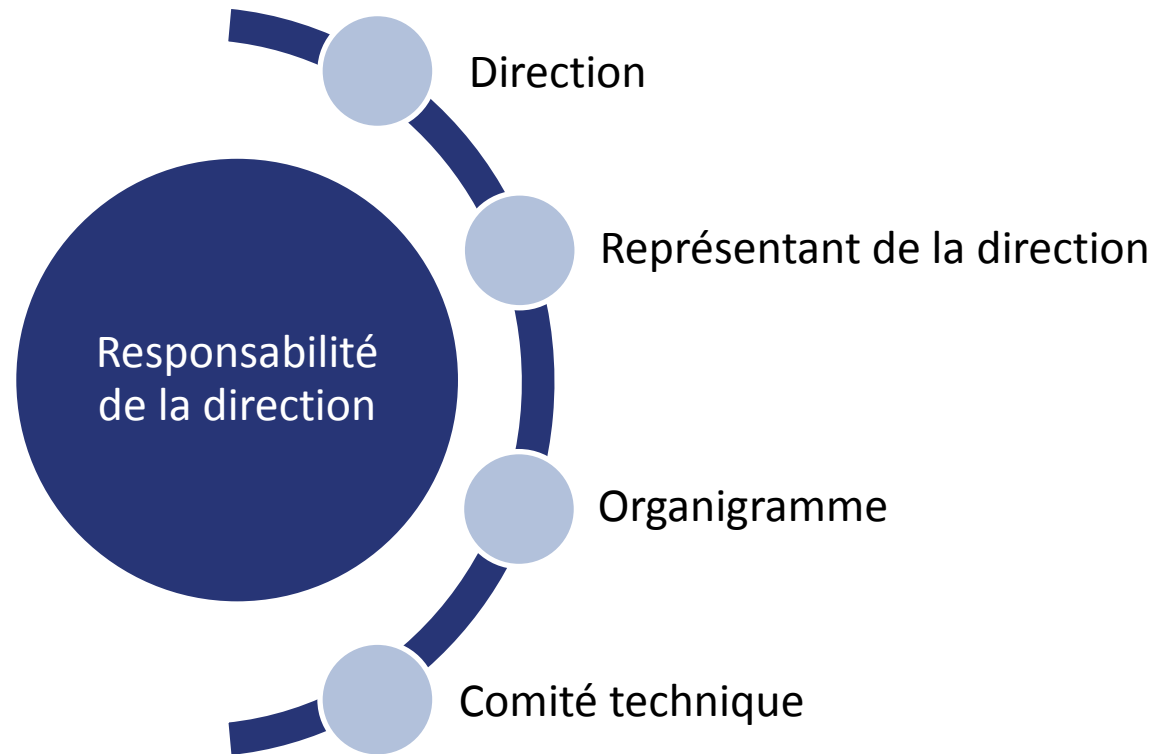 Direction
Représentant de la direction
Responsabilité
de la direction
Organigramme
Comité technique